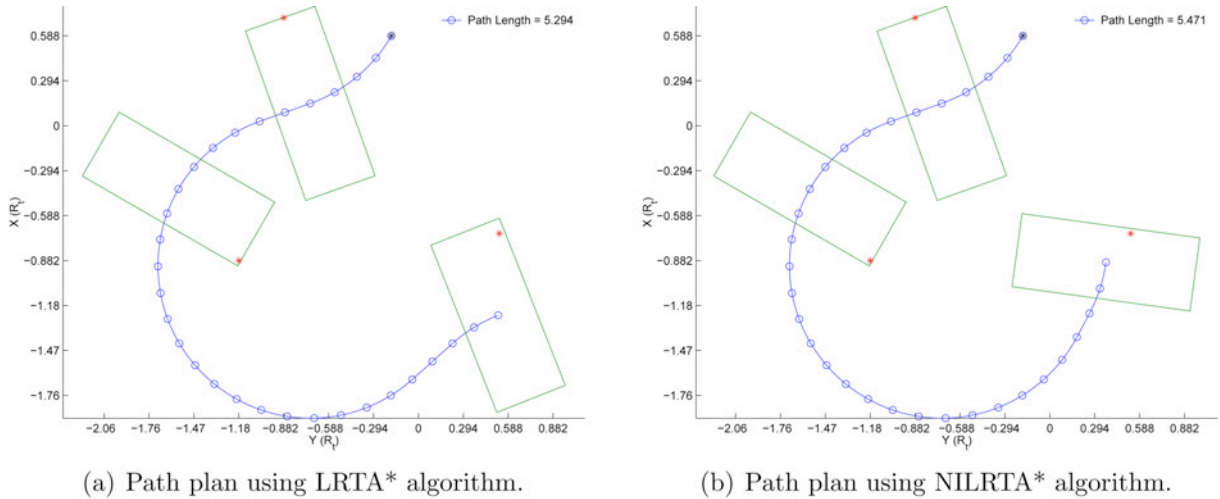 Path Length = 5.294
0.588
0.294
0
−0.294
−0.588
−0.882
−1.18
−1.47
−1.76
X (Rt)
−2.06 −1.76 −1.47 −1.18 −0.882 −0.588 −0.294 0 0.294 0.588 0.882
Y (Rt)
(a) Path plan using LRTA* algorithm.
Path Length = 5.471
0.588
0.294
0
−0.294
−0.588
−0.882
−1.18
−1.47
−1.76
X (Rt)
−2.06 −1.76 −1.47 −1.18 −0.882 −0.588 −0.294 0 0.294 0.588 0.882
Y (Rt)
(b) Path plan using NILRTA* algorithm.